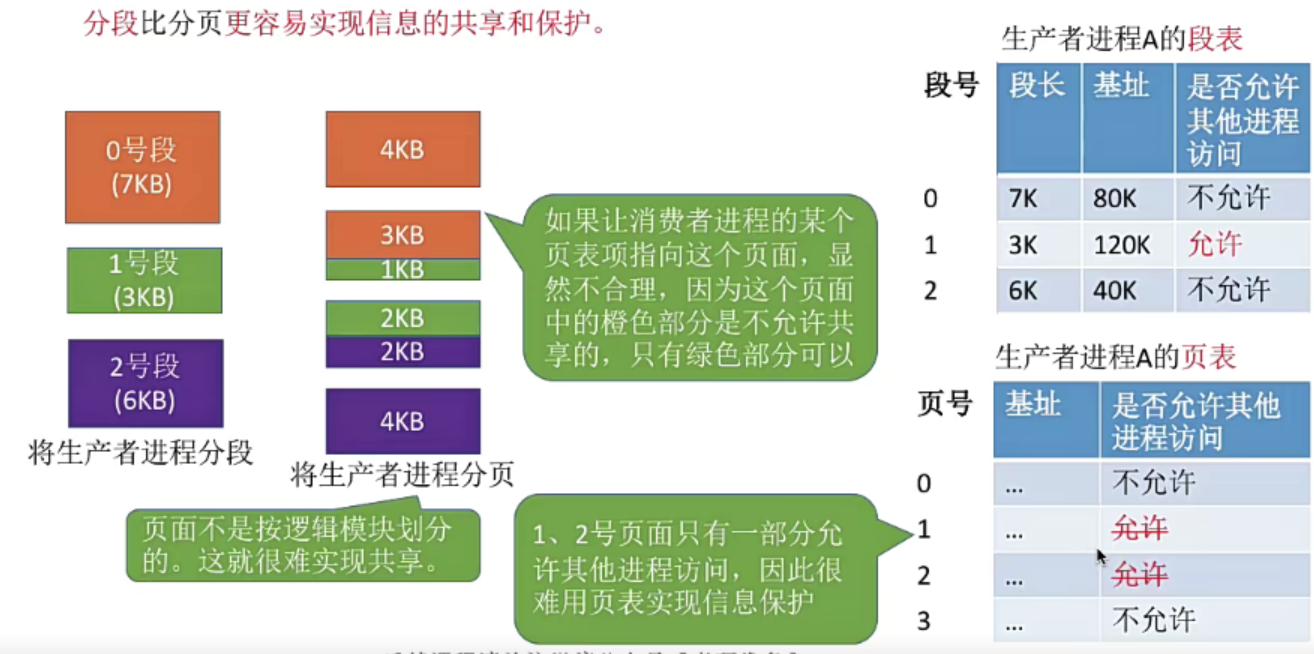 分段比分页更容易实现信息的共享和保护。
0号段
(7KB)
1号段
(3KB)
2号段
(6KB)
将生产者进程分段
4KB
3KB
1KB
2KB
2KB
4KB
将生产者进程分页
页面不是按逻辑模块划分
的。这就很难实现共享。
如果让消费者进程的某个
页表项指向这个页面，显
然不合理，因为这个页面
中的橙色部分是不允许共
享的，只有绿色部分可以
1、2号页面只有一部分允
许其他进程访问，因此很
难用页表实现信息保护
生产者进程A的段表
段号 段长 基址 是否允许
其他进程
访问
0 7K 80K 不允许
1 3K 120K 允许
2 6K 40K 不允许
生产者进程A的页表
页号 基址 是否允许其他
进程访问
0 ... 不允许
1 ... 允许
2 ... 允许
3 ... 不允许